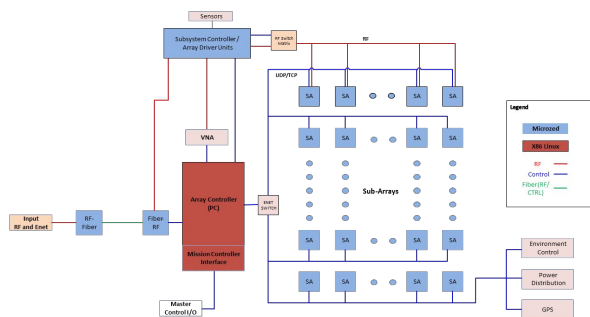 Sensors
Subsystem Controller/
Array Driver Units
RF Switch
Matrix
RF
UDP/TCP
SA
SA
SA
SA
Legend
Microzed
X86 Linux
RF
Control
Fiber(RF/
CTRL)
VNA
SA
SA
SA
SA
Array Controller
(PC)
ENET
SWITCH
Sub-Arrays
Input
RF and Enet
RF-
Fiber
Fiber-
RF
Mission Controller
Interface
SA
SA
SA
SA
Environment
Control
Power
Distribution
GPS
SA
SA
SA
SA
Master
Control I/O